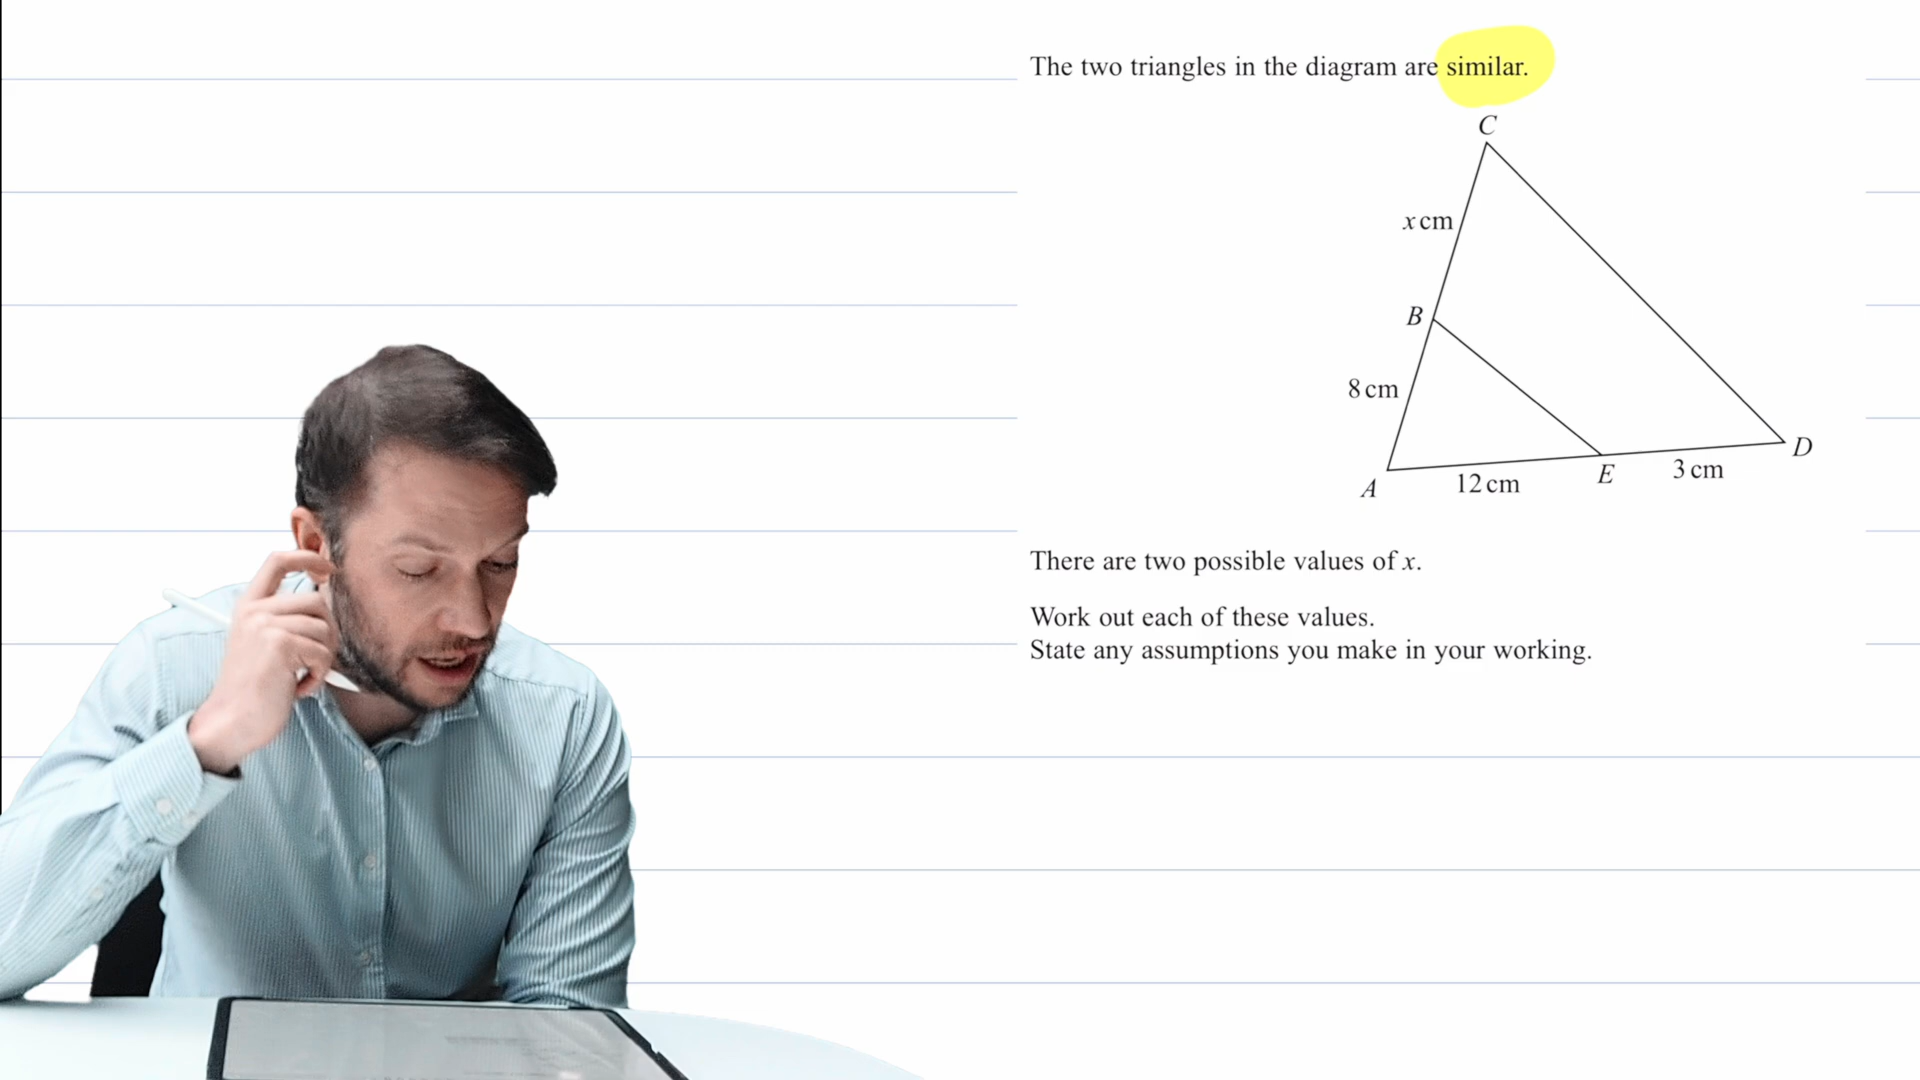 The two triangles in the diagram are similar.
C
x cm
B
8 cm
A
12 cm
E
3 cm
D
There are two possible values of x.
Work out each of these values.
State any assumptions you make in your working.